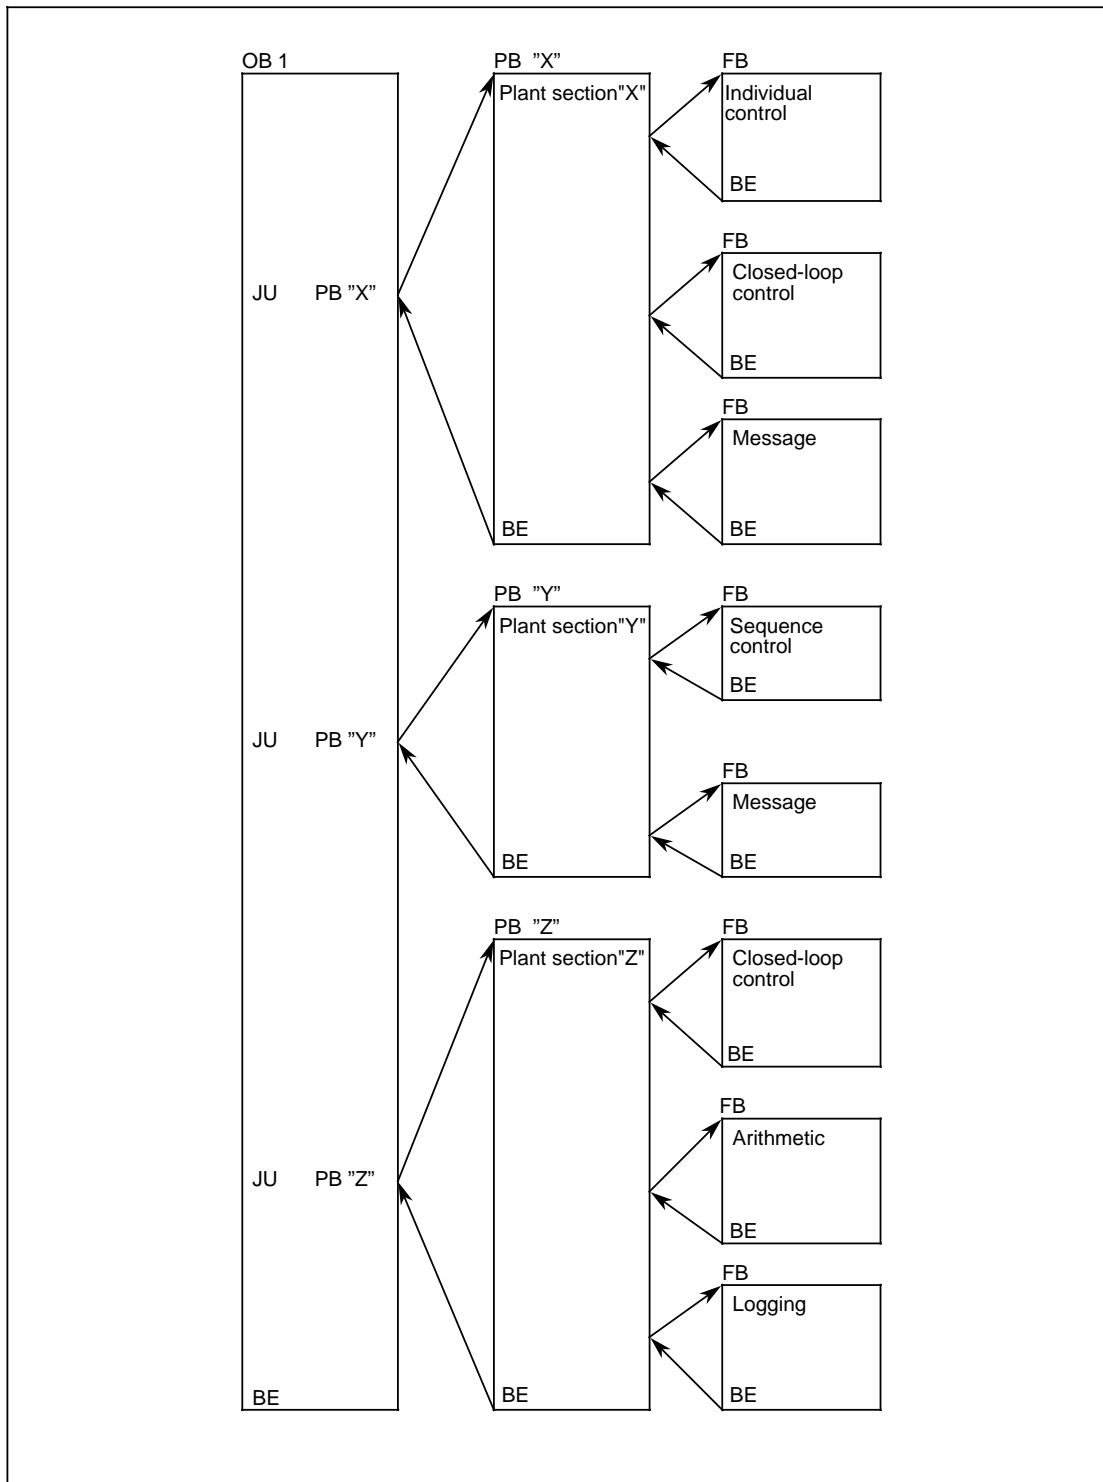 OB 1
JU PB ”X”
JU PB ”Y”
JU PB ”Z”
BE
PB ”X”
Plant section"X"
BE
FB
Individual
control
BE
FB
Closed-loop
control
BE
FB
Message
BE
PB ”Y”
Plant section"Y"
BE
FB
Sequence
control
BE
FB
Message
BE
PB ”Z”
Plant section"Z"
BE
FB
Closed-loop
control
BE
FB
Arithmetic
BE
FB
Logging
BE